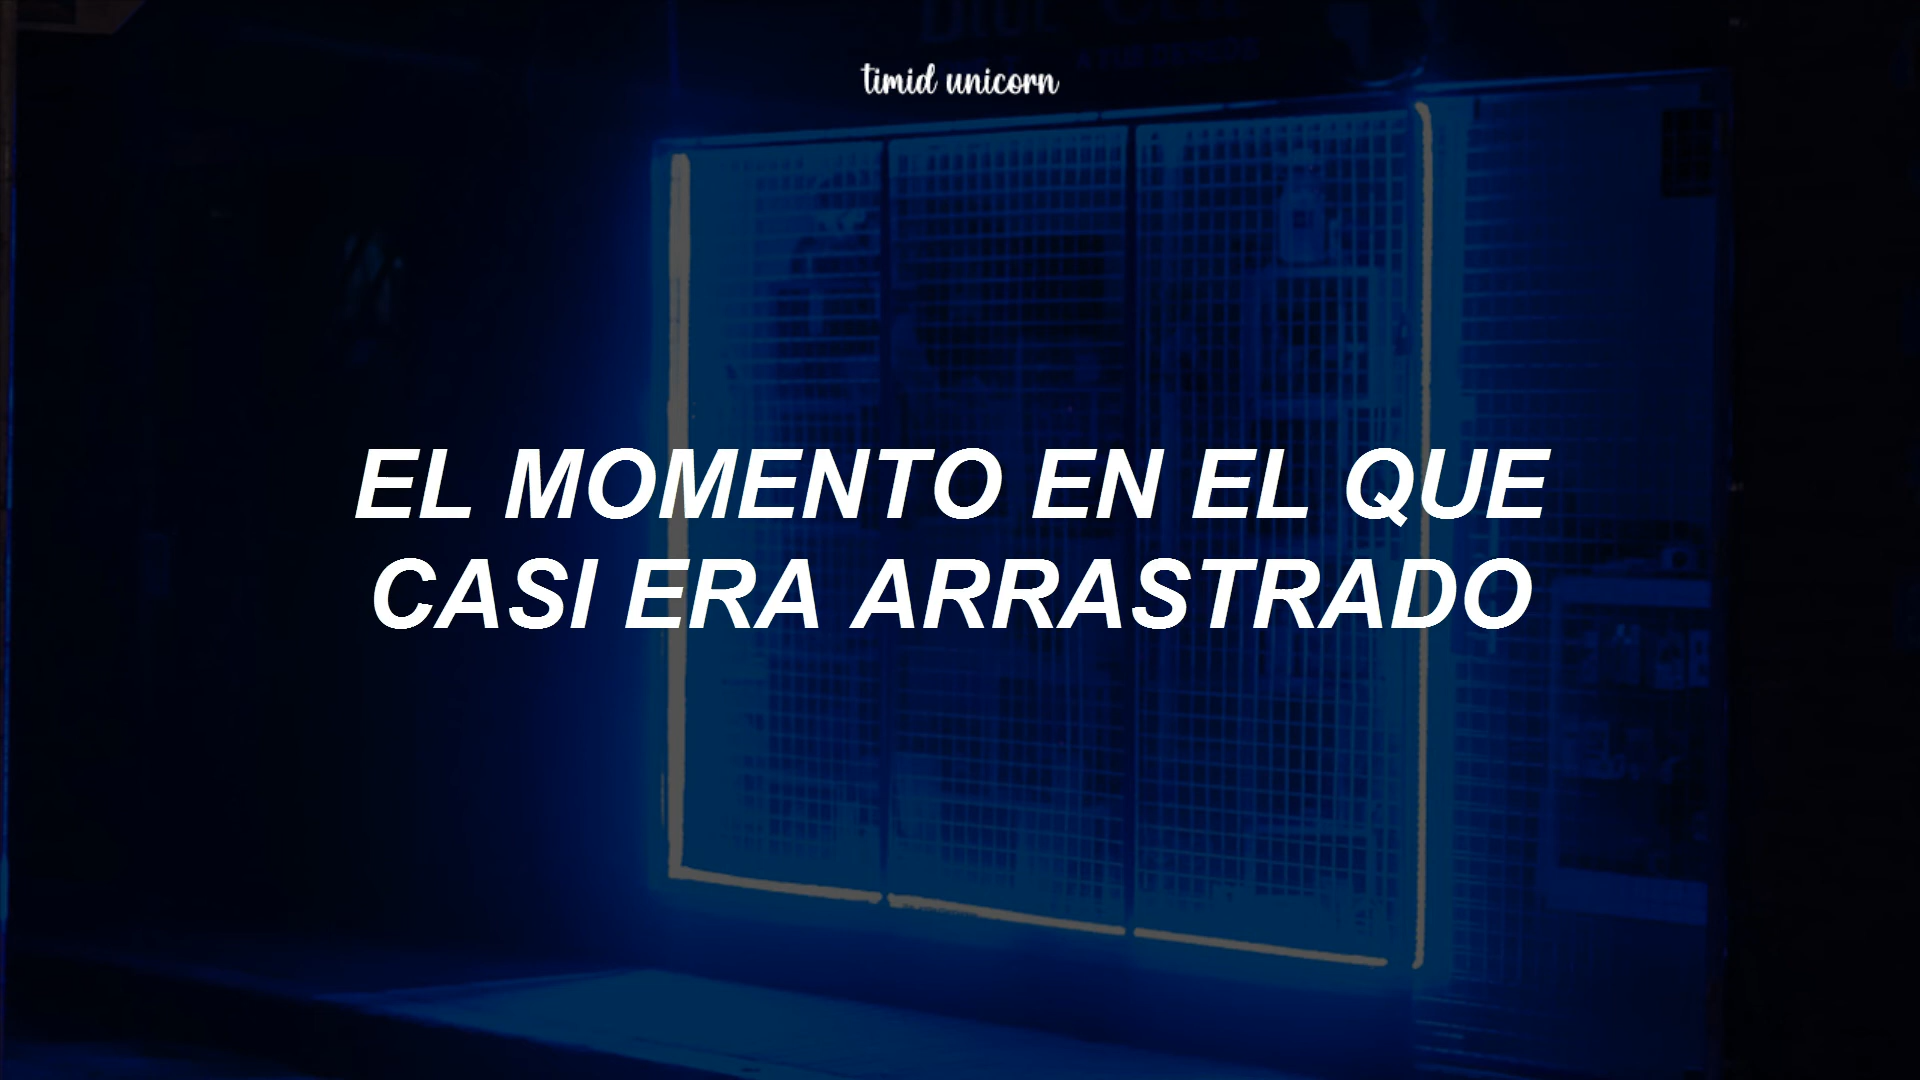 timid unicorn
EL MOMENTO EN EL QUE
CASI ERA ARRASTRADO